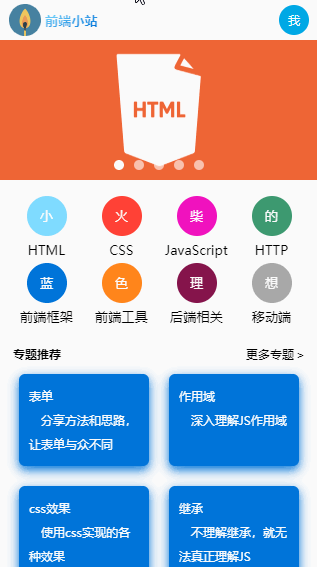 前端小站
我
HTML
小 火 柴 的
HTML CSS JavaScript HTTP
蓝 色 理 想
前端框架 前端工具 后端相关 移动端
专题推荐 更多专题 >
表单
分享方法和思路，
让表单与众不同
作用域
深入理解JS作用域
css效果
使用css实现的各
种效果
继承
不理解继承，就无
法真正理解JS